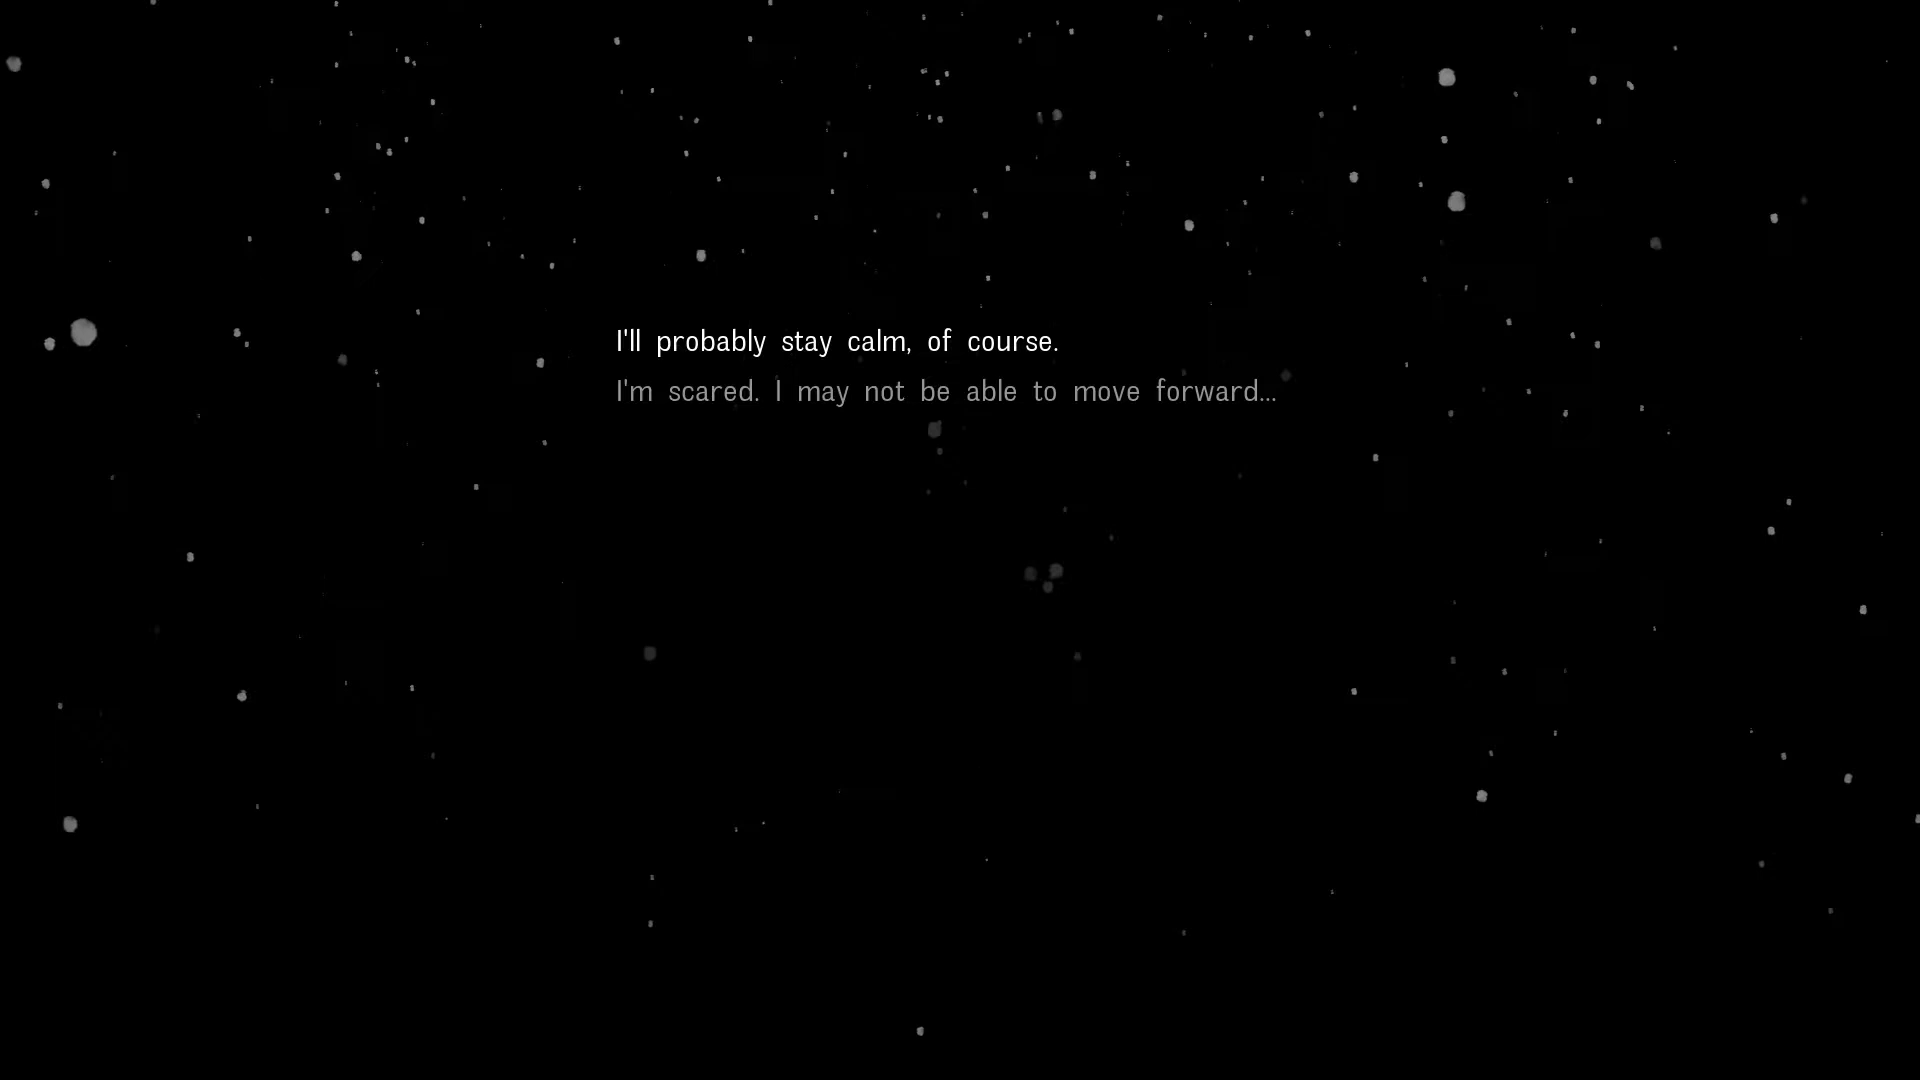 I'll probably stay calm, of course.
I'm scared. I may not be able to move forward...